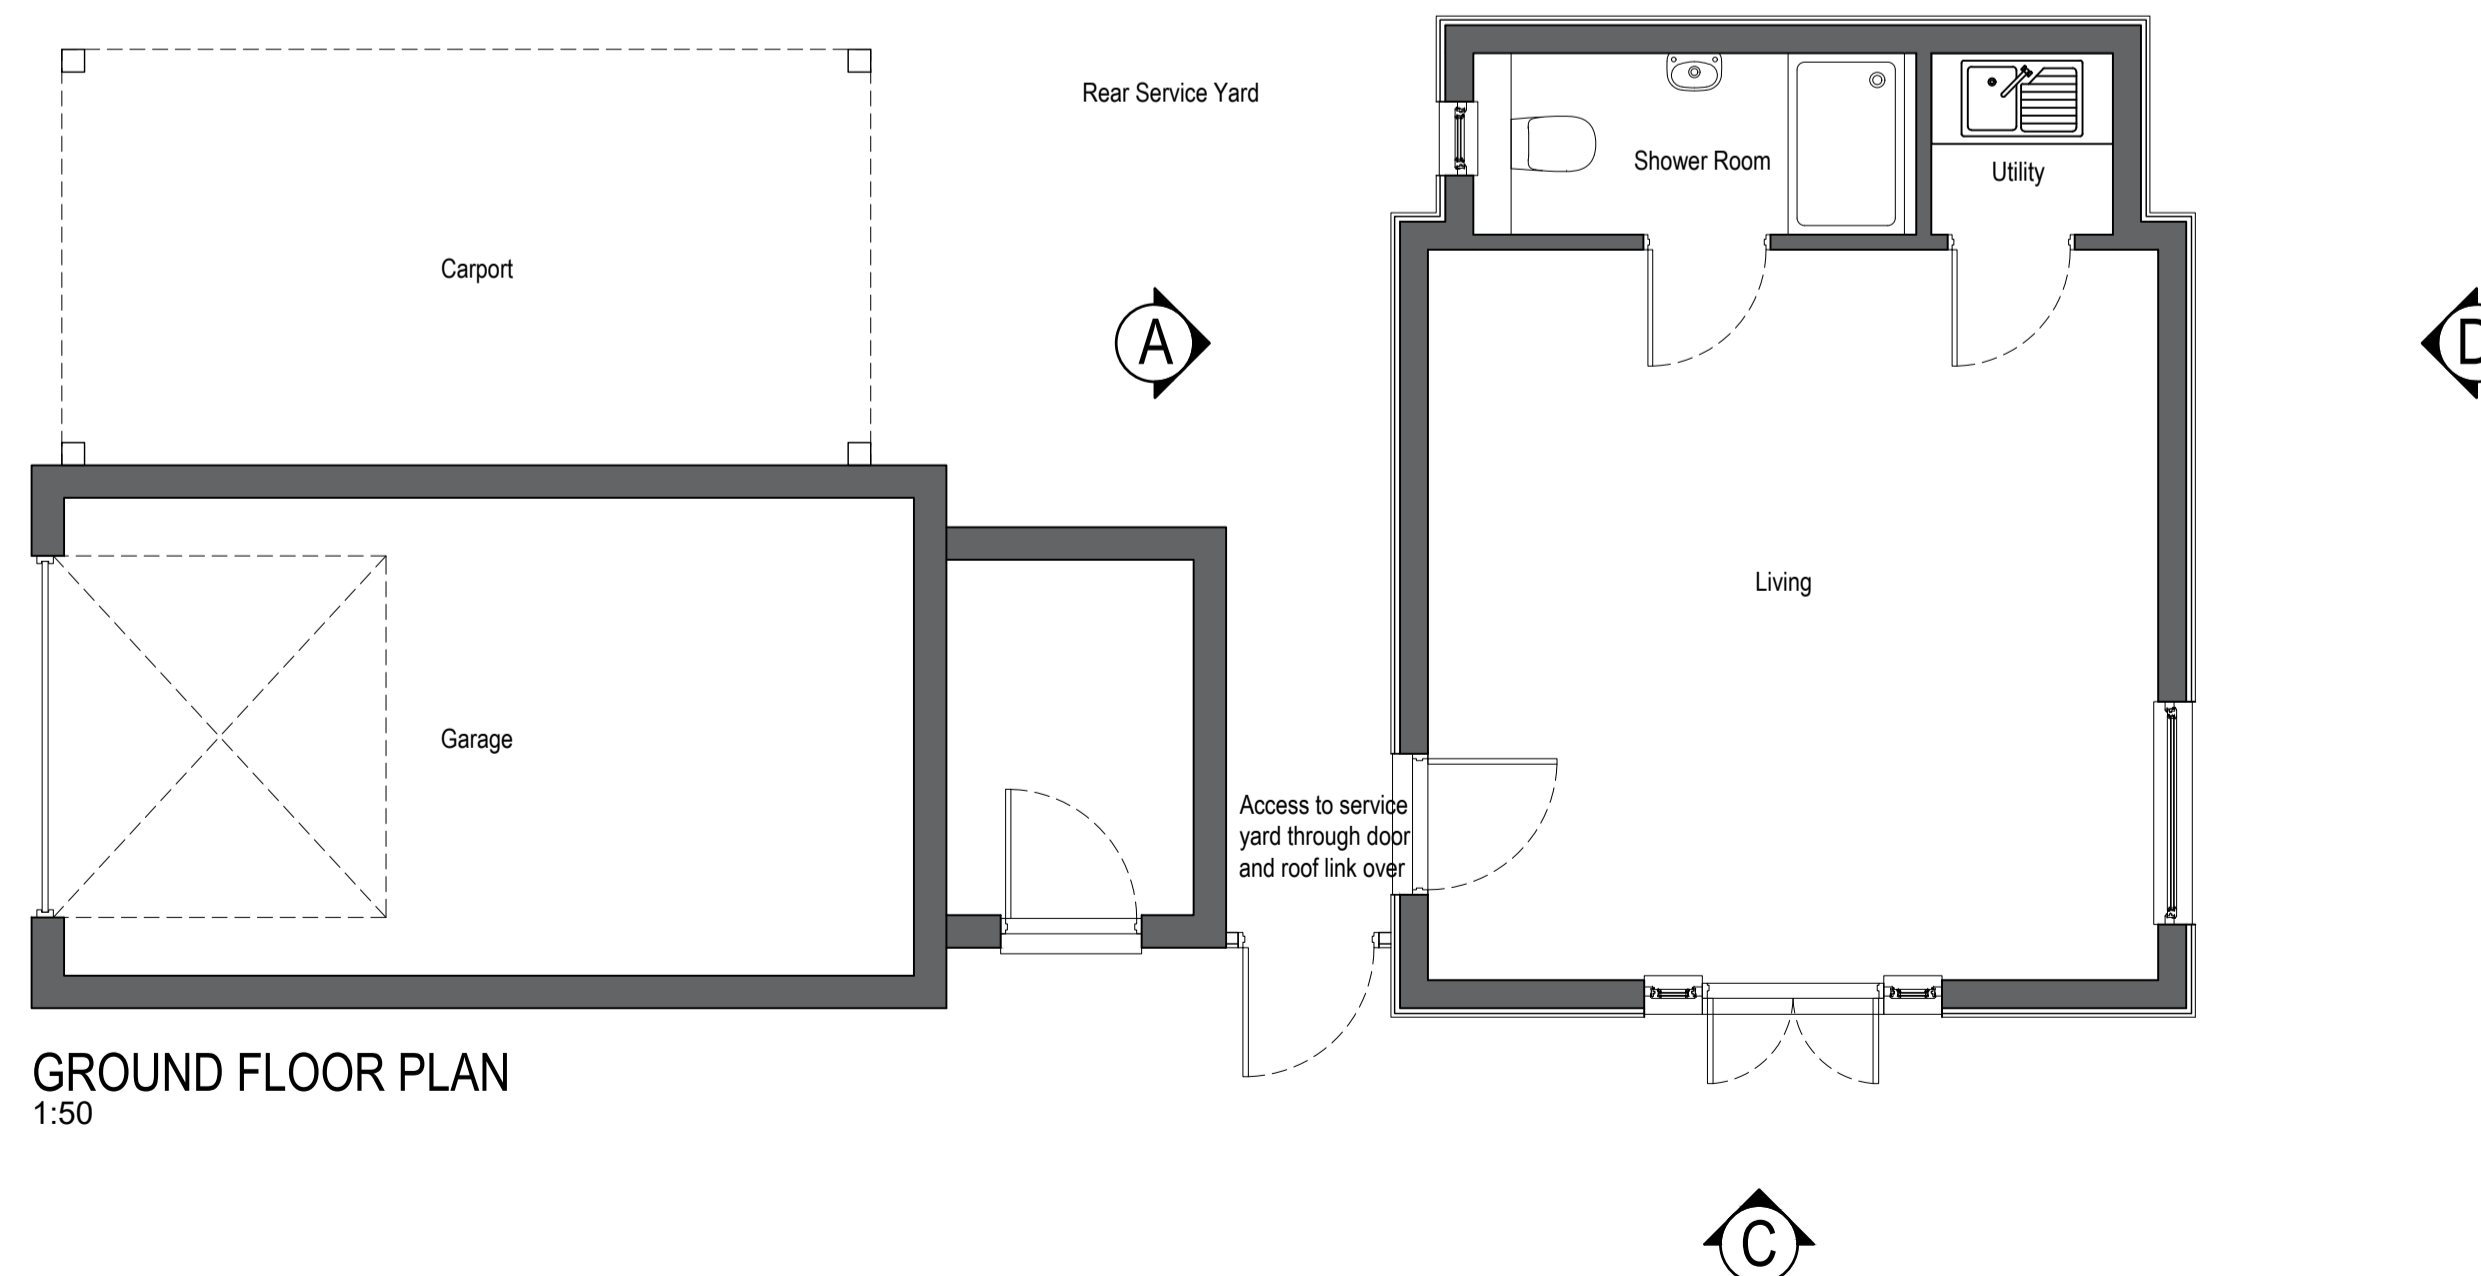 Rear Service Yard
Shower Room
Utility
Carport
A
D
Living
Garage
Access to service
yard through door
and roof link over
GROUND FLOOR PLAN
1:50
C